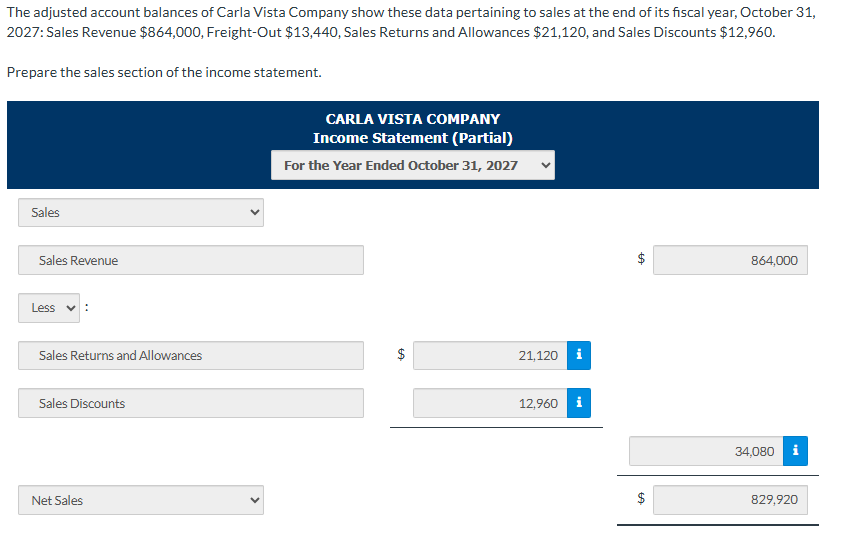 The adjusted account balances of Carla Vista Company show these data pertaining to sales at the end of its fiscal year, October 31,
2027: Sales Revenue $864,000, Freight-Out $13,440, Sales Returns and Allowances $21,120, and Sales Discounts $12,960.
Prepare the sales section of the income statement.
CARLA VISTA COMPANY
Income Statement (Partial)
For the Year Ended October 31, 2027
Sales
Sales Revenue $ 864,000
Less :
Sales Returns and Allowances $ 21,120 i
Sales Discounts 12,960 i
34,080 i
Net Sales $ 829,920